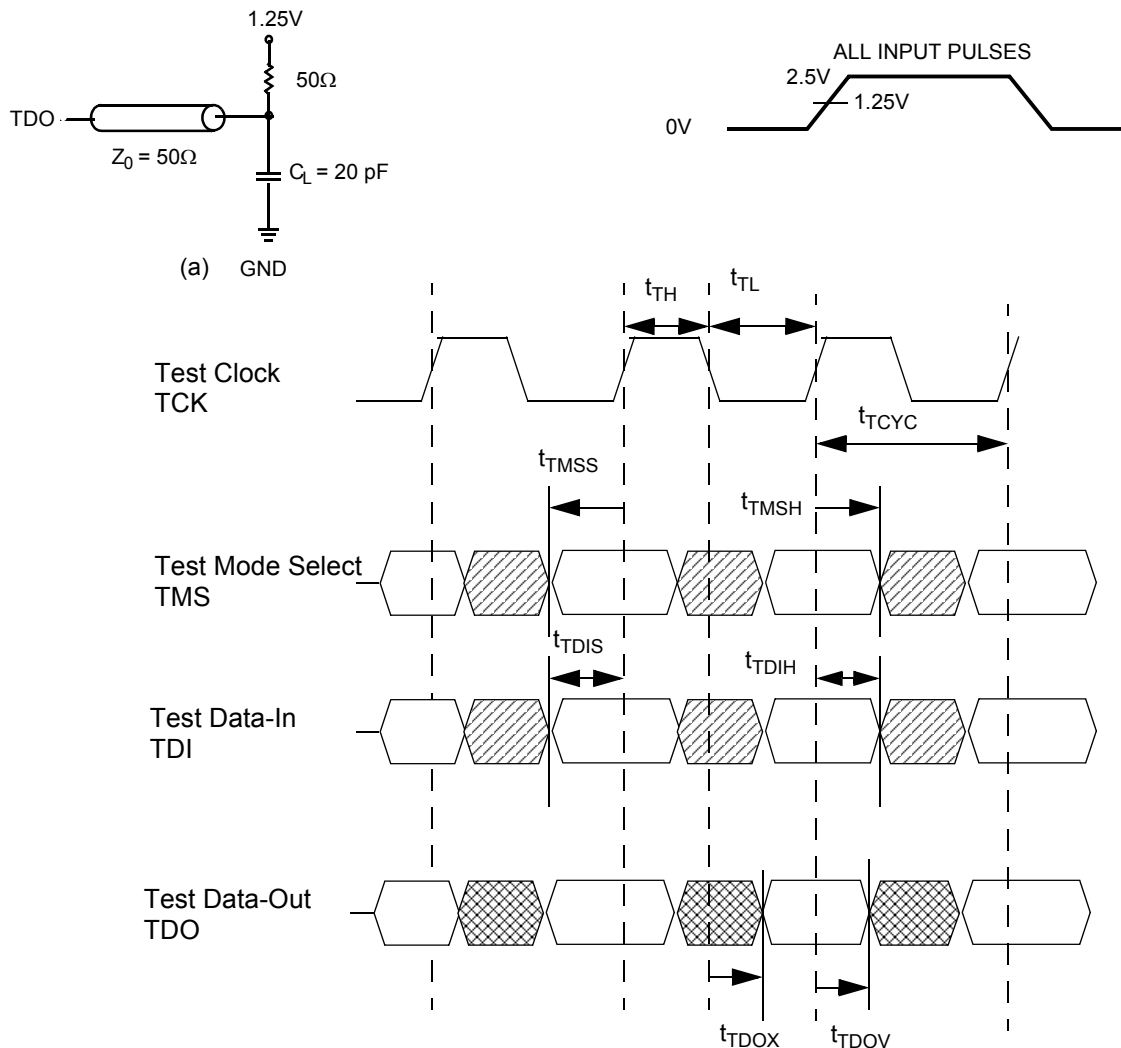 1.25V
50Ω
TDO
Z0 = 50Ω
CL = 20 pF
(a) GND
ALL INPUT PULSES
2.5V
1.25V
0V
tTH
tTL
Test Clock
TCK
tTCYC
tTMSS
tTMSH
Test Mode Select
TMS
tTDIS
tTDIH
Test Data-In
TDI
Test Data-Out
TDO
tTDOX
tTDOV